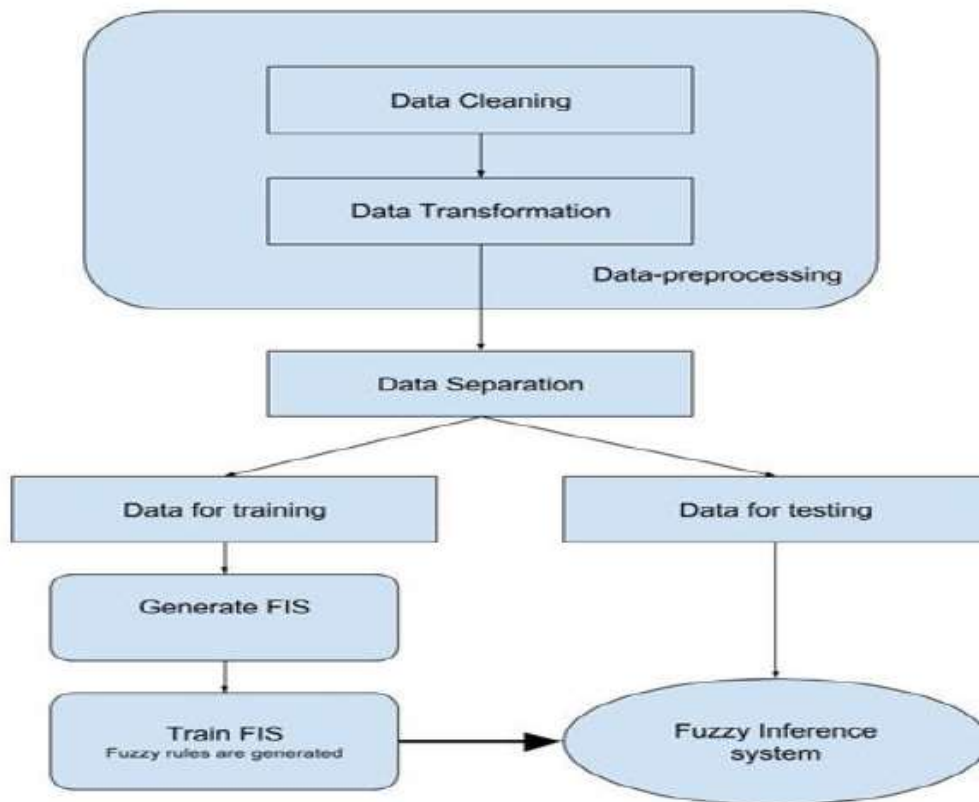 Data Cleaning
Data Transformation
Data-preprocessing
Data Separation
Data for training
Data for testing
Generate FIS
Train FIS
Fuzzy rules are generated
Fuzzy Inference
system